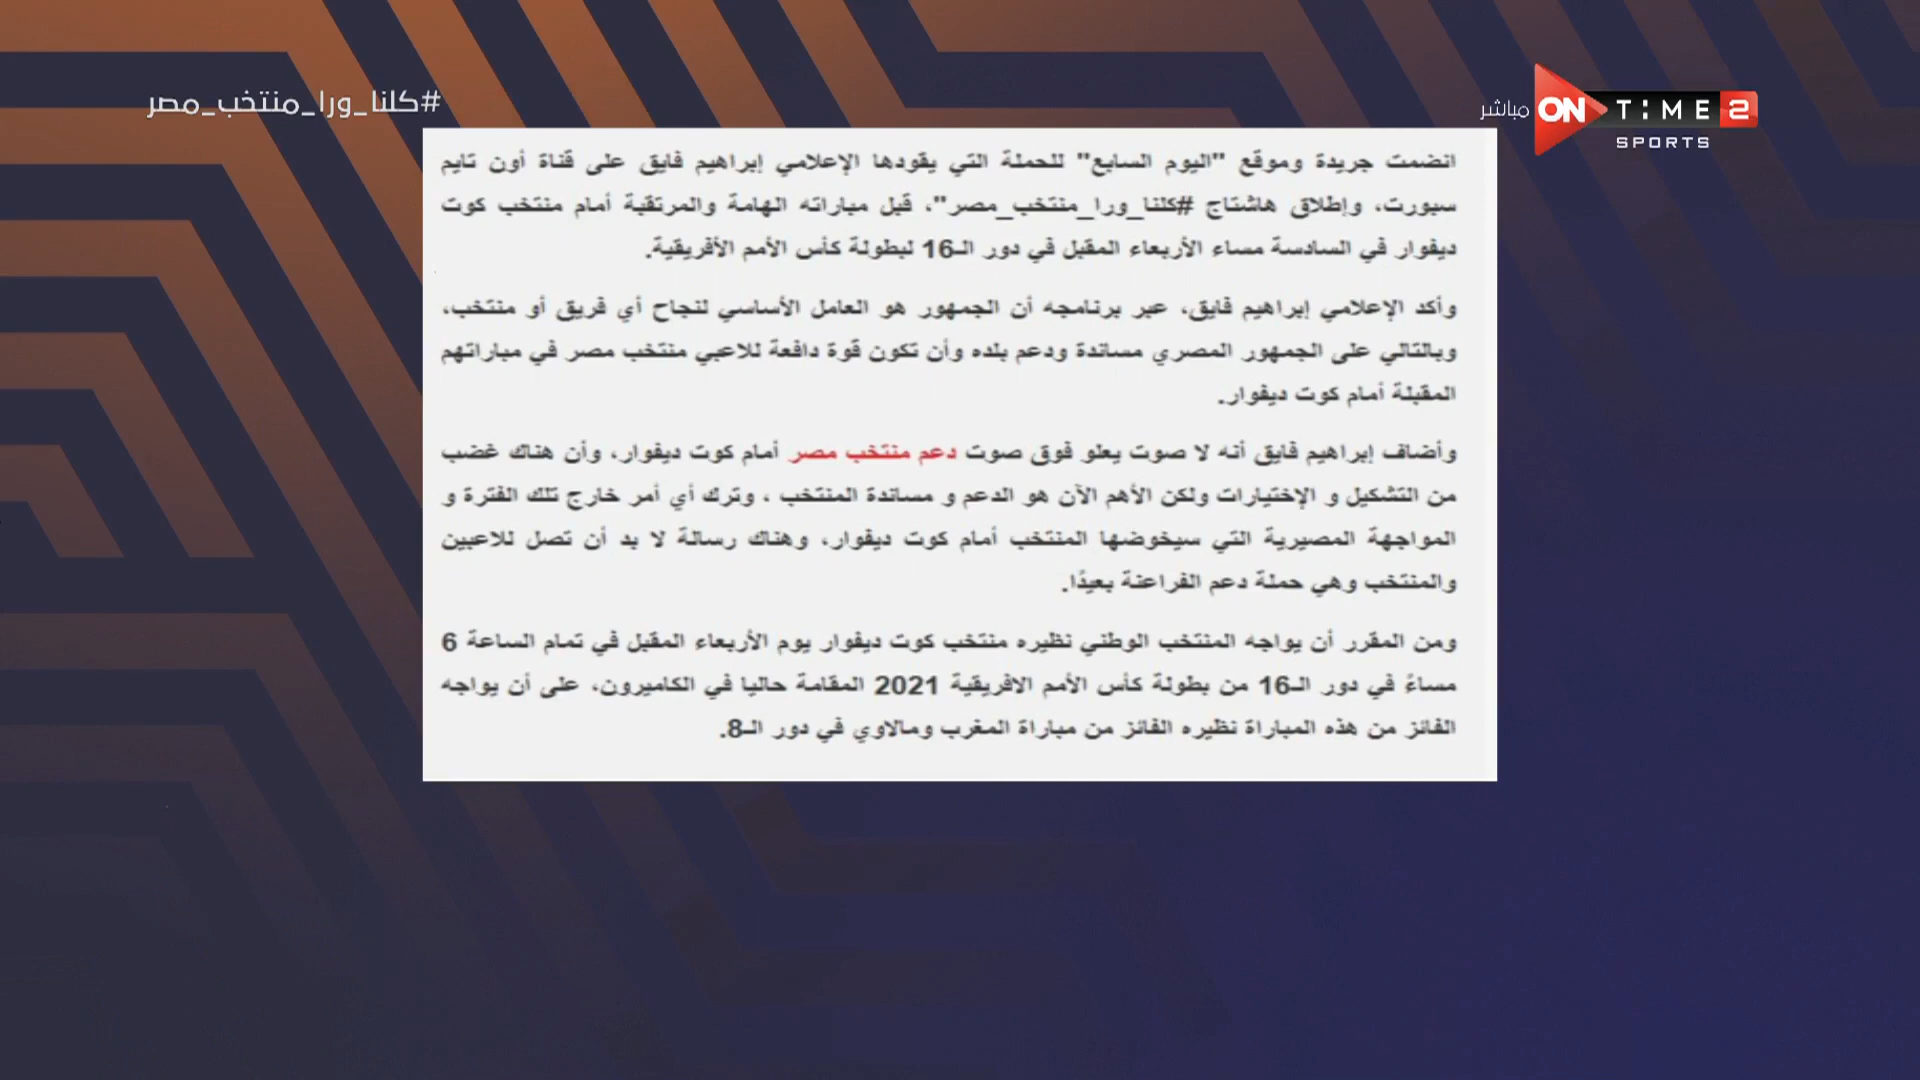 #كلنا_ورا_منتخب_مصر
مباشر ON TIME 2
SPORTS
انضمت جريدة وموقع "اليوم السابع" للحملة التي يقودها الإعلامي إبراهيم فايق على قناة أون تايم
سبورت، وإطلاق هاشتاج #كلنا_ورا_منتخب_مصر"، قبل مباراته الهامة والمرتقبة أمام منتخب كوت
ديفوار في السادسة مساء الأربعاء المقبل في دور الـ16 لبطولة كأس الأمم الأفريقية.
وأكد الإعلامي إبراهيم فايق، عبر برنامجه أن الجمهور هو العامل الأساسي لنجاح أي فريق أو منتخب،
وبالتالي على الجمهور المصري مساندة ودعم بلده وأن تكون قوة دافعة للاعبي منتخب مصر في مباراتهم
المقبلة أمام كوت ديفوار.
وأضاف إبراهيم فايق أنه لا صوت يعلو فوق صوت دعم منتخب مصر أمام كوت ديفوار، وأن هناك غضب
من التشكيل و الإختيارات ولكن الأهم الآن هو الدعم و مساندة المنتخب ، وترك أي أمر خارج تلك الفترة و
المواجهة المصيرية التي سيخوضها المنتخب أمام كوت ديفوار، وهناك رسالة لا بد أن تصل للاعبين
والمنتخب وهي حملة دعم الفراعنة بعيدًا.
ومن المقرر أن يواجه المنتخب الوطني نظيره منتخب كوت ديفوار يوم الأربعاء المقبل في تمام الساعة 6
مساءً في دور الـ16 من بطولة كأس الأمم الافريقية 2021 المقامة حاليا في الكاميرون، على أن يواجه
الفائز من هذه المباراة نظيره الفائز من مباراة المغرب ومالاوي في دور الـ8.